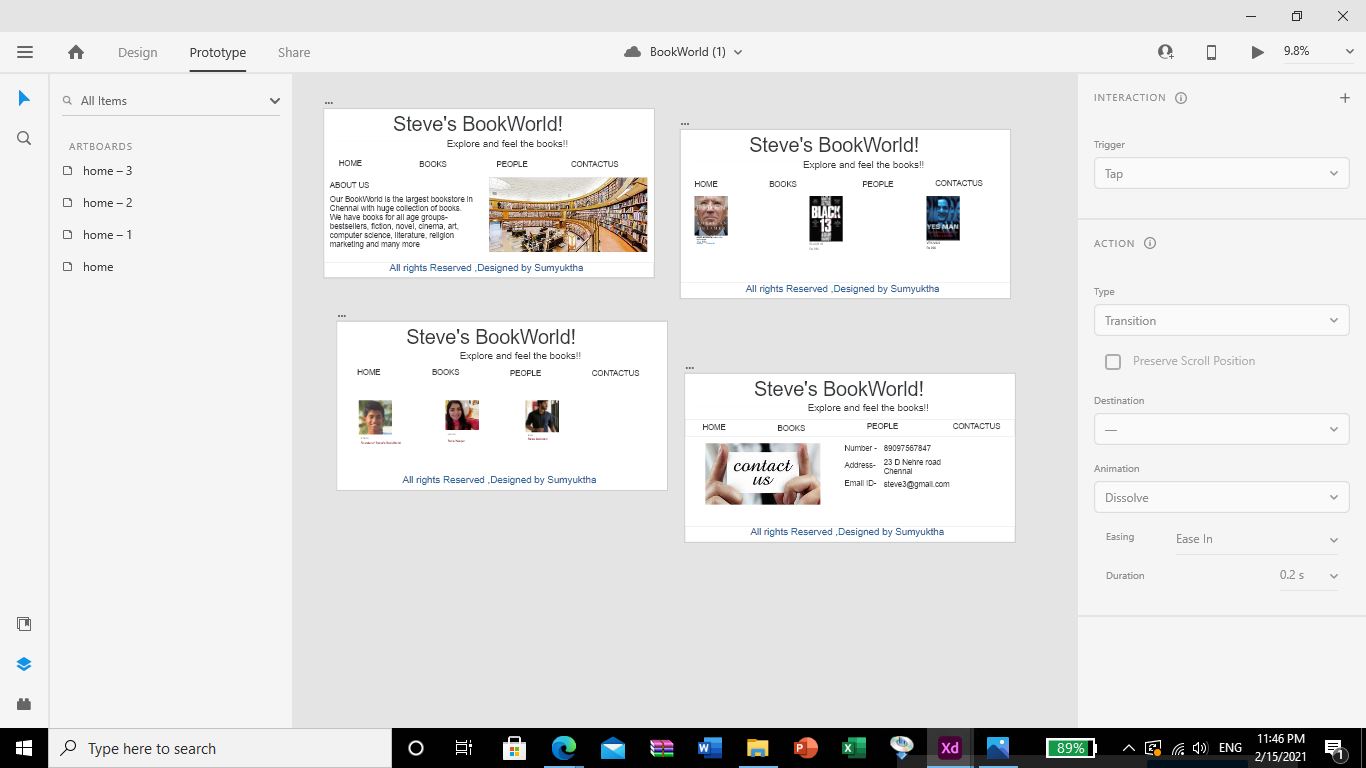 Design
Prototype
Share
BookWorld (1)
9.8%
All Items
ARTBOARDS
home – 3
home – 2
home – 1
home
...
Steve's BookWorld!
Explore and feel the books!!
HOME
BOOKS
PEOPLE
CONTACTUS
ABOUT US
Our BookWorld is the largest bookstore in
Chennai with huge collection of books.
We have books for all age groups-
bestsellers, fiction, novel, cinema, art,
computer science, literature, religion
marketing and many more
All rights Reserved ,Designed by Sumyuktha
...
Steve's BookWorld!
Explore and feel the books!!
HOME
BOOKS
PEOPLE
CONTACTUS
BLACK
13
YES MAN
All rights Reserved ,Designed by Sumyuktha
...
Steve's BookWorld!
Explore and feel the books!!
HOME
BOOKS
PEOPLE
CONTACTUS
All rights Reserved ,Designed by Sumyuktha
...
Steve's BookWorld!
Explore and feel the books!!
HOME
BOOKS
PEOPLE
CONTACTUS
contact
us
Number - 89097567847
Address- 23 D Nehre road
Chennai
Email ID- steve3@gmail.com
All rights Reserved ,Designed by Sumyuktha
INTERACTION
Trigger
Tap
ACTION
Type
Transition
Preserve Scroll Position
Destination
—
Animation
Dissolve
Easing
Ease In
Duration
0.2 s
Type here to search
Xd
89%
ENG
11:46 PM
2/15/2021
1